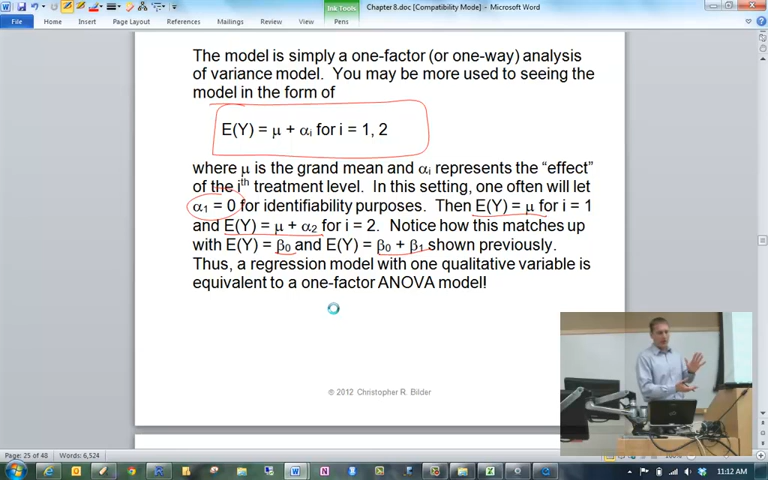 Chapter 8.doc [Compatibility Mode] - Microsoft Word
Ink Tools
File Home Insert Page Layout References Mailings Review View Pens
The model is simply a one-factor (or one-way) analysis
of variance model. You may be more used to seeing the
model in the form of
E(Y) = μ + αi for i = 1, 2
where μ is the grand mean and αi represents the “effect”
of the ith treatment level. In this setting, one often will let
α1 = 0 for identifiability purposes. Then E(Y) = μ for i = 1
and E(Y) = μ + α2 for i = 2. Notice how this matches up
with E(Y) = β0 and E(Y) = β0 + β1 shown previously.
Thus, a regression model with one qualitative variable is
equivalent to a one-factor ANOVA model!
© 2012 Christopher R. Bilder
Page: 25 of 48 Words: 6,524
11:12 AM